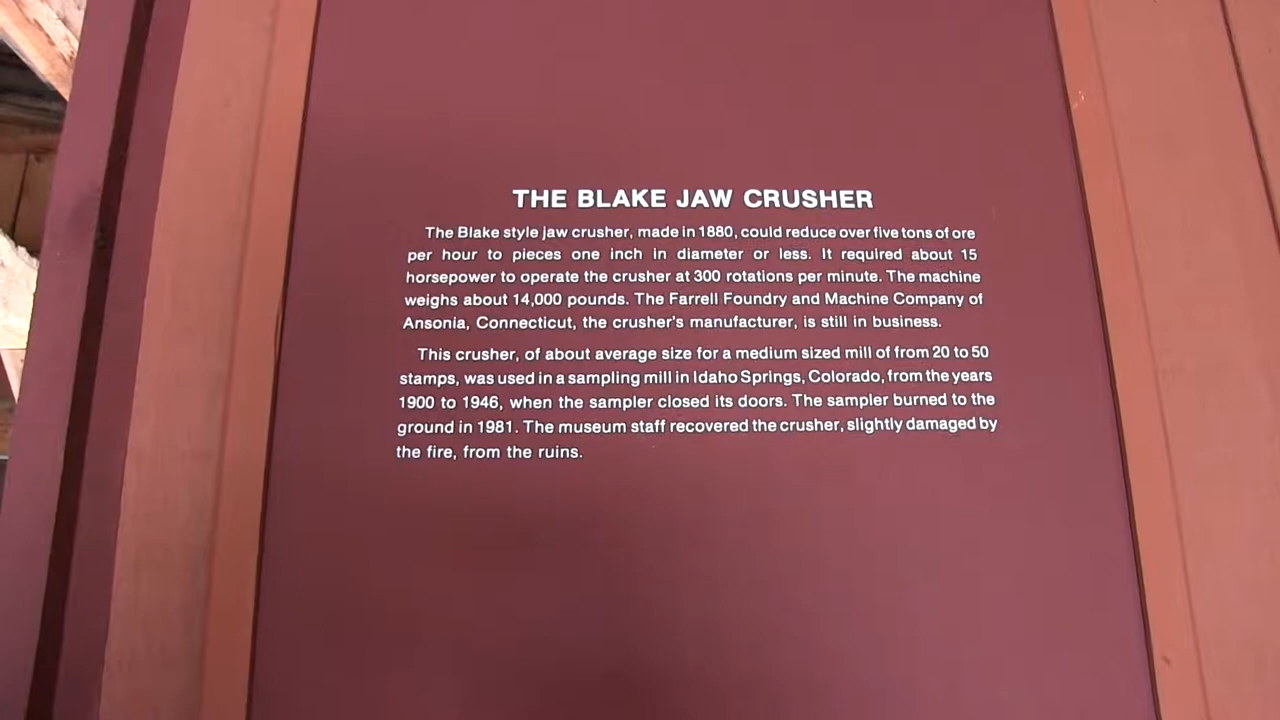 THE BLAKE JAW CRUSHER
The Blake style jaw crusher, made in 1880, could reduce over five tons of ore
per hour to pieces one inch in diameter or less. It required about 15
horsepower to operate the crusher at 300 rotations per minute. The machine
weighs about 14,000 pounds. The Farrell Foundry and Machine Company of
Ansonia, Connecticut, the crusher's manufacturer, is still in business.
This crusher, of about average size for a medium sized mill of from 20 to 50
stamps, was used in a sampling mill in Idaho Springs, Colorado, from the years
1900 to 1946, when the sampler closed its doors. The sampler burned to the
ground in 1981. The museum staff recovered the crusher, slightly damaged by
the fire, from the ruins.